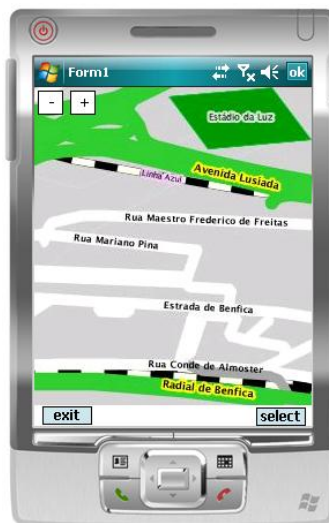 Form1
ok
-
+
Estádio da Luz
Linha Azul
Avenida Lusiada
Rua Maestro Frederico de Freitas
Rua Mariano Pina
Estrada de Benfica
Rua Conde de Almoster
Radial de Benfica
exit
select